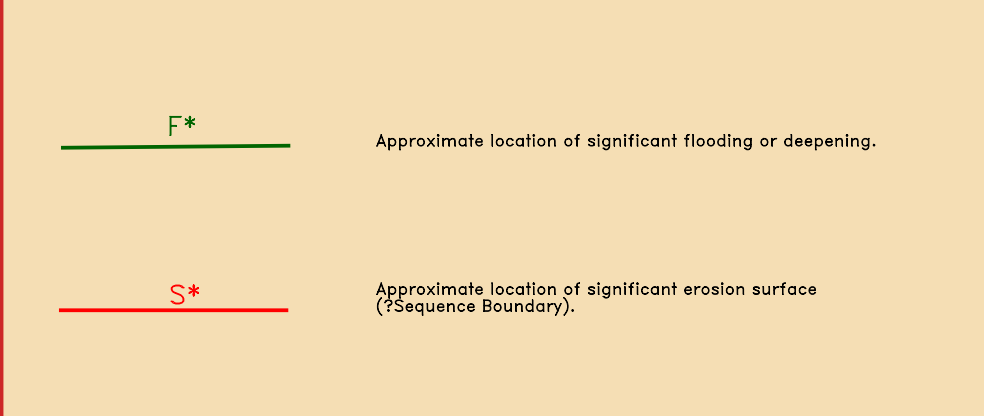 F*
Approximate location of significant flooding or deepening.
S*
Approximate location of significant erosion surface
(?Sequence Boundary).